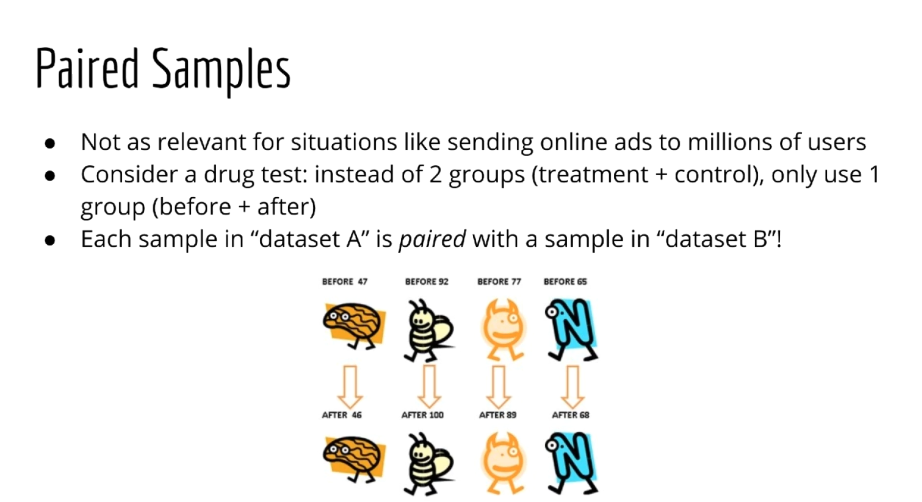 Paired Samples
● Not as relevant for situations like sending online ads to millions of users
● Consider a drug test: instead of 2 groups (treatment + control), only use 1
group (before + after)
● Each sample in “dataset A” is paired with a sample in “dataset B”!
BEFORE 47 BEFORE 92 BEFORE 77 BEFORE 65
AFTER 46 AFTER 100 AFTER 89 AFTER 68